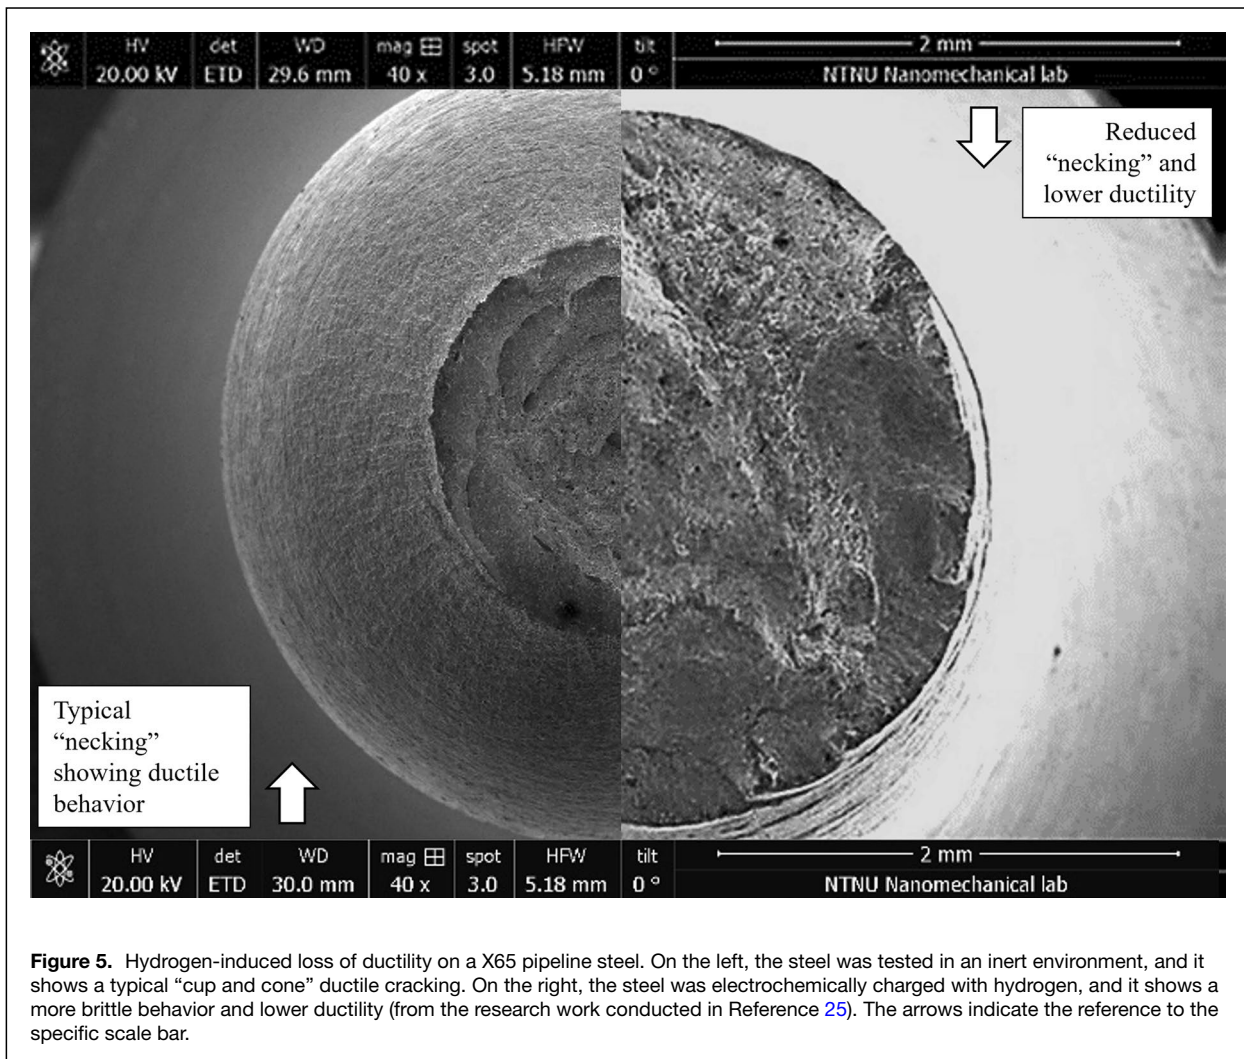 HV det WD mag spot HFW tilt 2 mm
20.00 kV ETD 29.6 mm 40 x 3.0 5.18 mm 0 ° NTNU Nanomechanical lab
Reduced
“necking” and
lower ductility
Typical
“necking”
showing ductile
behavior
HV det WD mag spot HFW tilt 2 mm
20.00 kV ETD 30.0 mm 40 x 3.0 5.18 mm 0 ° NTNU Nanomechanical lab
Figure 5. Hydrogen-induced loss of ductility on a X65 pipeline steel. On the left, the steel was tested in an inert environment, and it
shows a typical “cup and cone” ductile cracking. On the right, the steel was electrochemically charged with hydrogen, and it shows a
more brittle behavior and lower ductility (from the research work conducted in Reference 25). The arrows indicate the reference to the
specific scale bar.